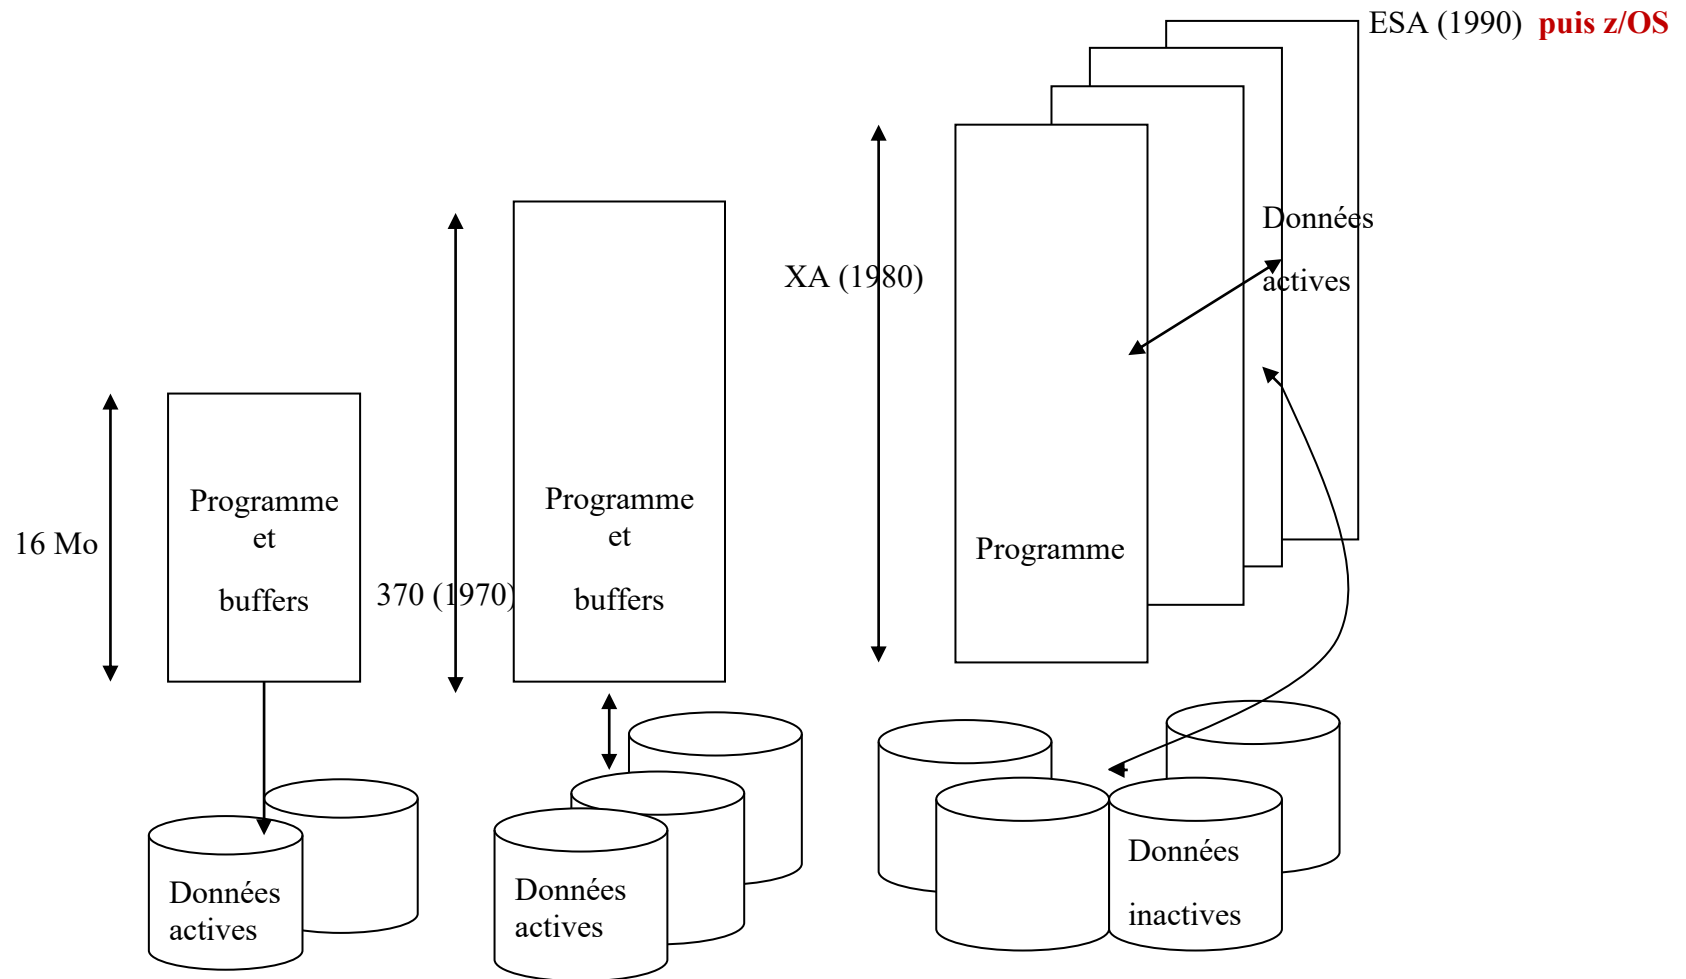 ESA (1990) puis z/OS
Données
actives
XA (1980)
Programme
et
buffers
16 Mo
370 (1970)
Programme
et
buffers
Programme
Données
actives
Données
actives
Données
inactives